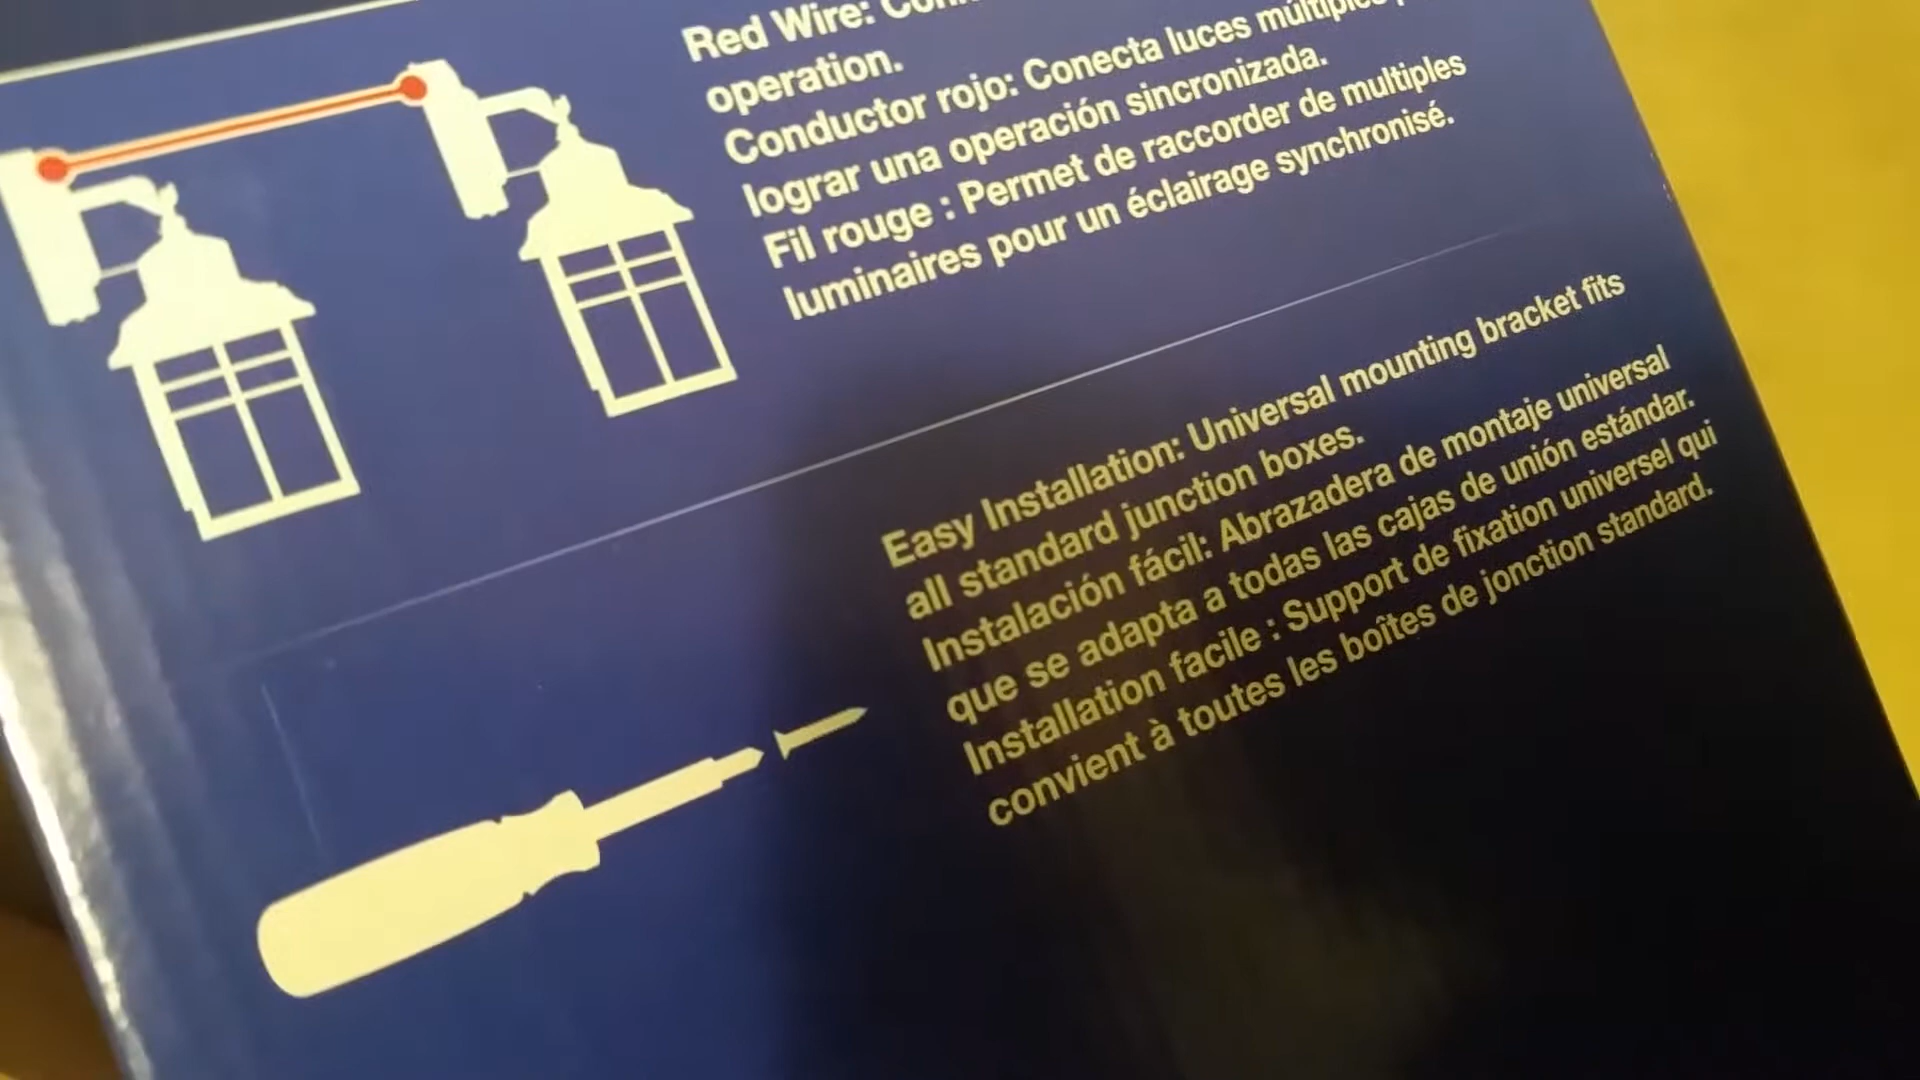 Red Wire:
operation.
Conductor rojo: Conecta luces múltiples
lograr una operación sincronizada.
Fil rouge : Permet de raccorder de multiples
luminaires pour un éclairage synchronisé.
Easy Installation: Universal mounting bracket fits
all standard junction boxes.
Instalación fácil: Abrazadera de montaje universal
que se adapta a todas las cajas de unión estándar.
Installation facile : Support de fixation universel qui
convient à toutes les boîtes de jonction standard.